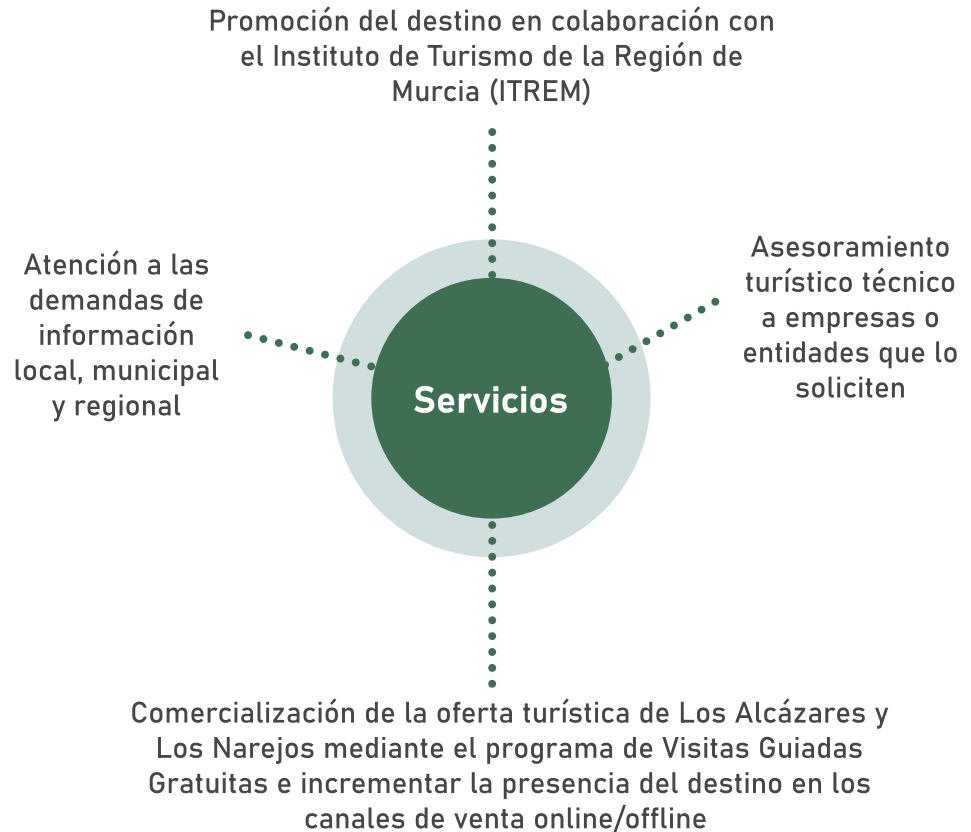 Promoción del destino en colaboración con
el Instituto de Turismo de la Región de
Murcia (ITREM)
Atención a las
demandas de
información
local, municipal
y regional
Servicios
Asesoramiento
turístico técnico
a empresas o
entidades que lo
soliciten
Comercialización de la oferta turística de Los Alcázares y
Los Narejos mediante el programa de Visitas Guiadas
Gratuitas e incrementar la presencia del destino en los
canales de venta online/offline